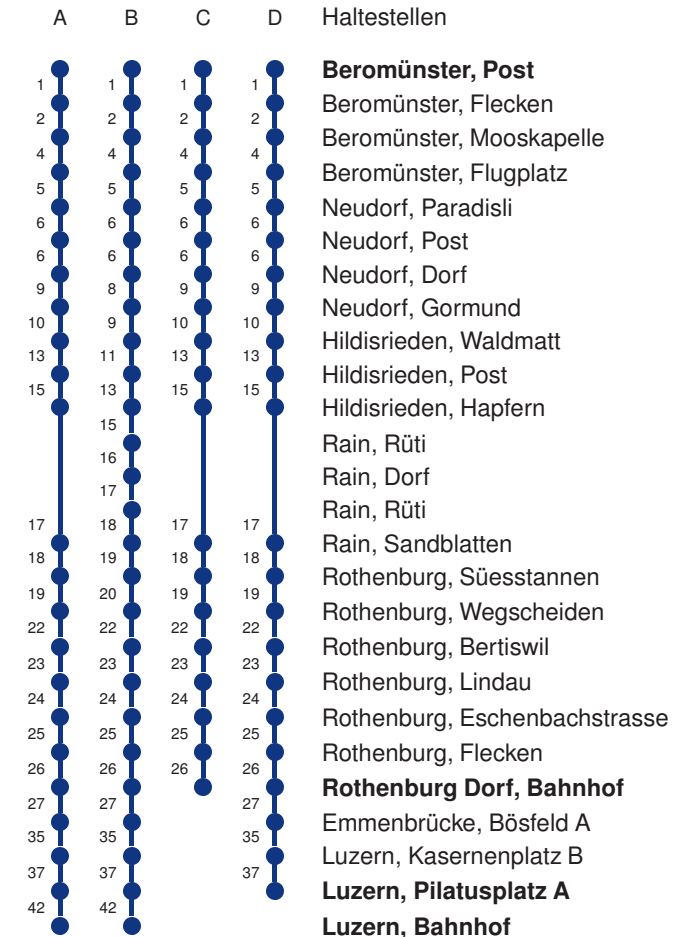 A B C D Haltestellen
Beromünster, Post
1 1 1 1 Beromünster, Flecken
2 2 2 2 Beromünster, Mooskapelle
4 4 4 4 Beromünster, Flugplatz
5 5 5 5 Neudorf, Paradisli
6 6 6 6 Neudorf, Post
6 6 6 6 Neudorf, Dorf
9 8 9 9 Neudorf, Gormund
10 9 10 10 Hildisrieden, Waldmatt
13 11 13 13 Hildisrieden, Post
15 13 15 15 Hildisrieden, Hapfern
15 Rain, Rüti
16 Rain, Dorf
17 Rain, Rüti
17 18 17 17 Rain, Sandblatten
18 19 18 18 Rothenburg, Süesstannen
19 20 19 19 Rothenburg, Wegscheiden
22 22 22 22 Rothenburg, Bertiswil
23 23 23 23 Rothenburg, Lindau
24 24 24 24 Rothenburg, Eschenbachstrasse
25 25 25 25 Rothenburg, Flecken
26 26 26 26 Rothenburg Dorf, Bahnhof
27 27 27 Emmenbrücke, Bösfeld A
35 35 35 Luzern, Kasernenplatz B
37 37 37 Luzern, Pilatusplatz A
42 42 Luzern, Bahnhof